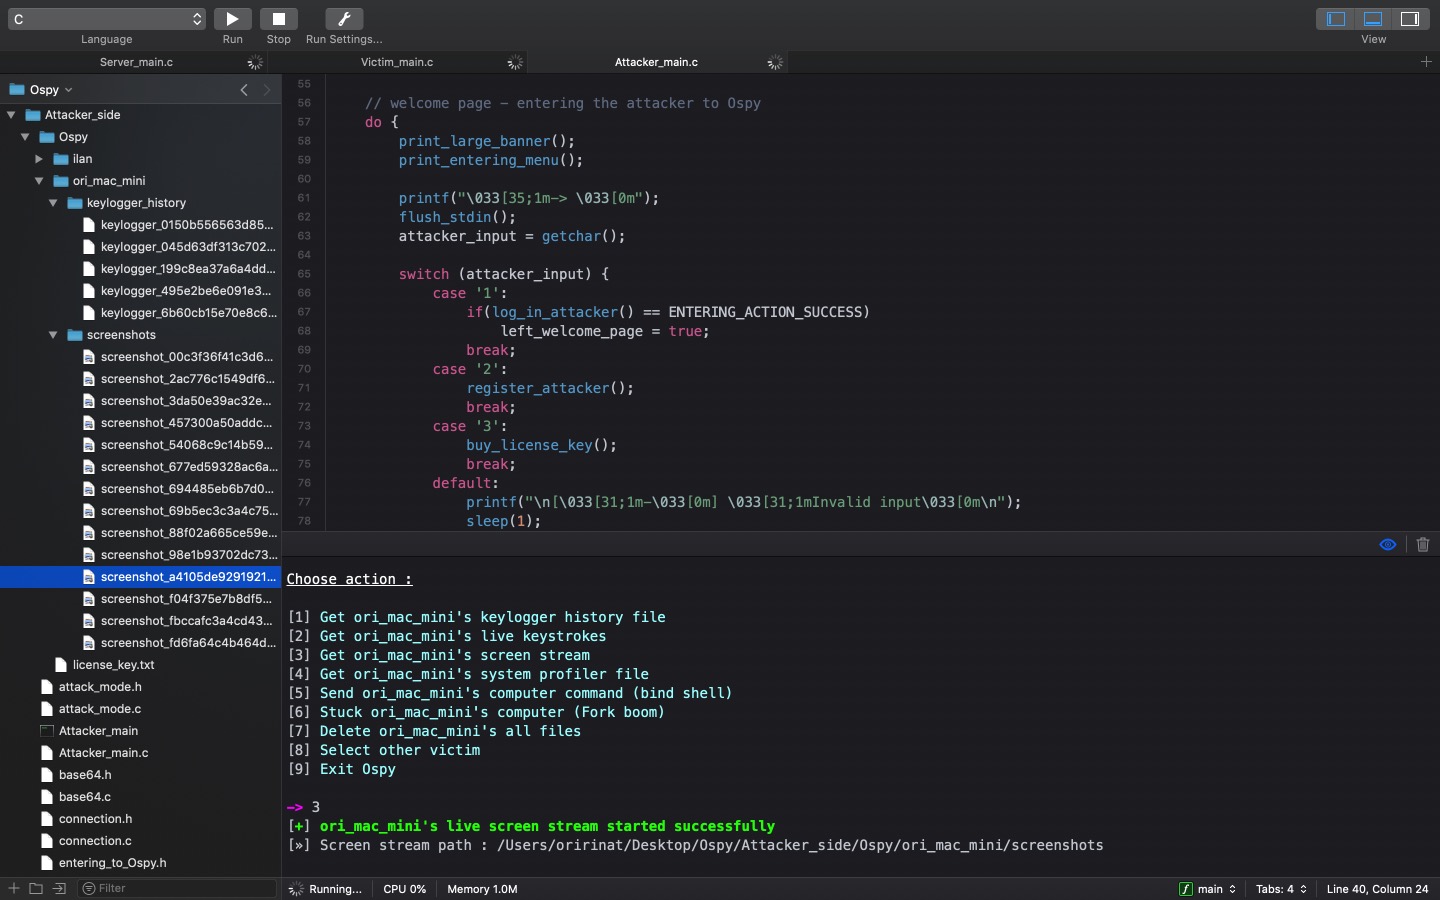 C
Language
Run
Stop
Run Settings...
View
Server_main.c
Victim_main.c
Attacker_main.c
Ospy
Attacker_side
Ospy
ilan
ori_mac_mini
keylogger_history
keylogger_0150b556563d85...
keylogger_045d63df313c702...
keylogger_199c8ea37a6a4dd...
keylogger_495e2be6e091e3...
keylogger_6b60cb15e70e8c6...
screenshots
screenshot_00c3f36f41c3d6...
screenshot_2ac776c1549df6...
screenshot_3da50e39ac32e...
screenshot_457300a50addc...
screenshot_54068c9c14b59...
screenshot_677ed59328ac6a...
screenshot_694485eb6b7d0...
screenshot_69b5ec3c3a4c75...
screenshot_88f02a665ce59e...
screenshot_98e1b93702dc73...
screenshot_a4105de9291921...
screenshot_f04f375e7b8df5...
screenshot_fbccafc3a4cd43...
screenshot_fd6fa64c4b464d...
license_key.txt
attack_mode.h
attack_mode.c
Attacker_main
Attacker_main.c
base64.h
base64.c
connection.h
connection.c
entering_to_Ospy.h
Filter
55
56 // welcome page – entering the attacker to Ospy
57 do {
58 print_large_banner();
59 print_entering_menu();
60
61 printf("\033[35;1m-> \033[0m");
62 flush_stdin();
63 attacker_input = getchar();
64
65 switch (attacker_input) {
66 case '1':
67 if(log_in_attacker() == ENTERING_ACTION_SUCCESS)
68 left_welcome_page = true;
69 break;
70 case '2':
71 register_attacker();
72 break;
73 case '3':
74 buy_license_key();
75 break;
76 default:
77 printf("\n[\033[31;1m-\033[0m] \033[31;1mInvalid input\033[0m\n");
78 sleep(1);
Choose action :
[1] Get ori_mac_mini's keylogger history file
[2] Get ori_mac_mini's live keystrokes
[3] Get ori_mac_mini's screen stream
[4] Get ori_mac_mini's system profiler file
[5] Send ori_mac_mini's computer command (bind shell)
[6] Stuck ori_mac_mini's computer (Fork boom)
[7] Delete ori_mac_mini's all files
[8] Select other victim
[9] Exit Ospy
-> 3
[+] ori_mac_mini's live screen stream started successfully
[»] Screen stream path : /Users/oririnat/Desktop/Ospy/Attacker_side/Ospy/ori_mac_mini/screenshots
Running... CPU 0% Memory 1.0M
f main Tabs: 4 Line 40, Column 24